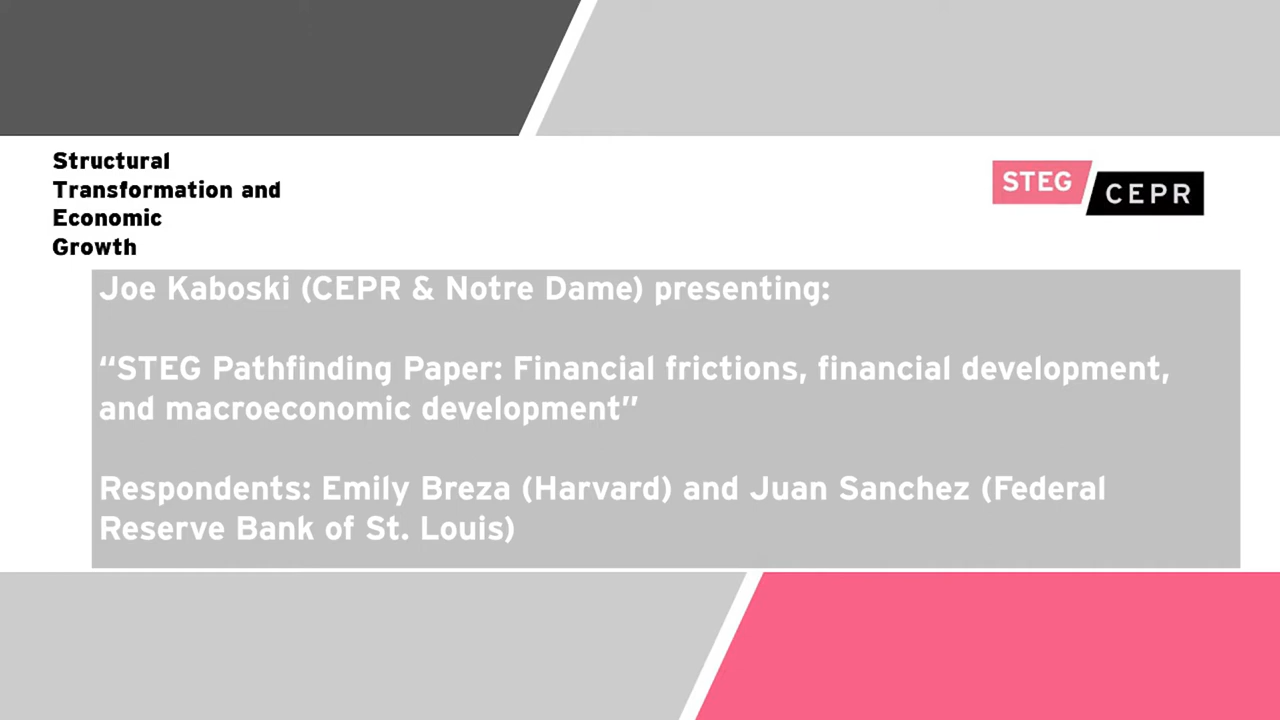 Structural
Transformation and
Economic
Growth
STEG
CEPR
Joe Kaboski (CEPR & Notre Dame) presenting:
“STEG Pathfinding Paper: Financial frictions, financial development,
and macroeconomic development”
Respondents: Emily Breza (Harvard) and Juan Sanchez (Federal
Reserve Bank of St. Louis)